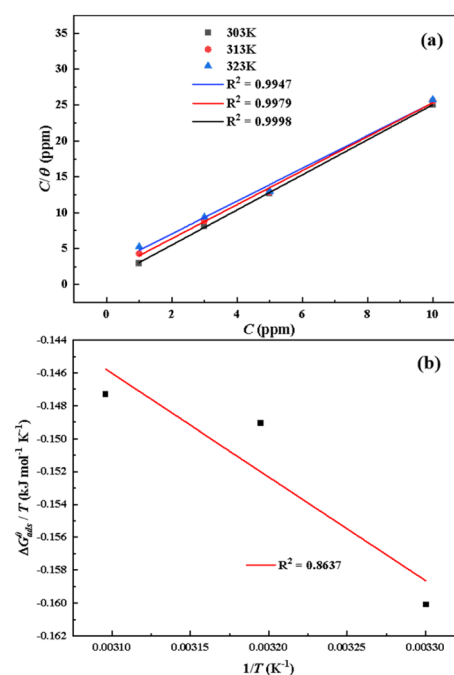 (a)
303K
313K
323K
R² = 0.9947
R² = 0.9979
R² = 0.9998
C/θ (ppm)
35
30
25
20
15
10
5
0
0 2 4 6 8 10
C (ppm)
(b)
ΔG^θ_ads / T (kJ mol⁻¹ K⁻¹)
-0.144
-0.146
-0.148
-0.150
-0.152
-0.154
-0.156
-0.158
-0.160
-0.162
R² = 0.8637
0.00310 0.00315 0.00320 0.00325 0.00330
1/T (K⁻¹)